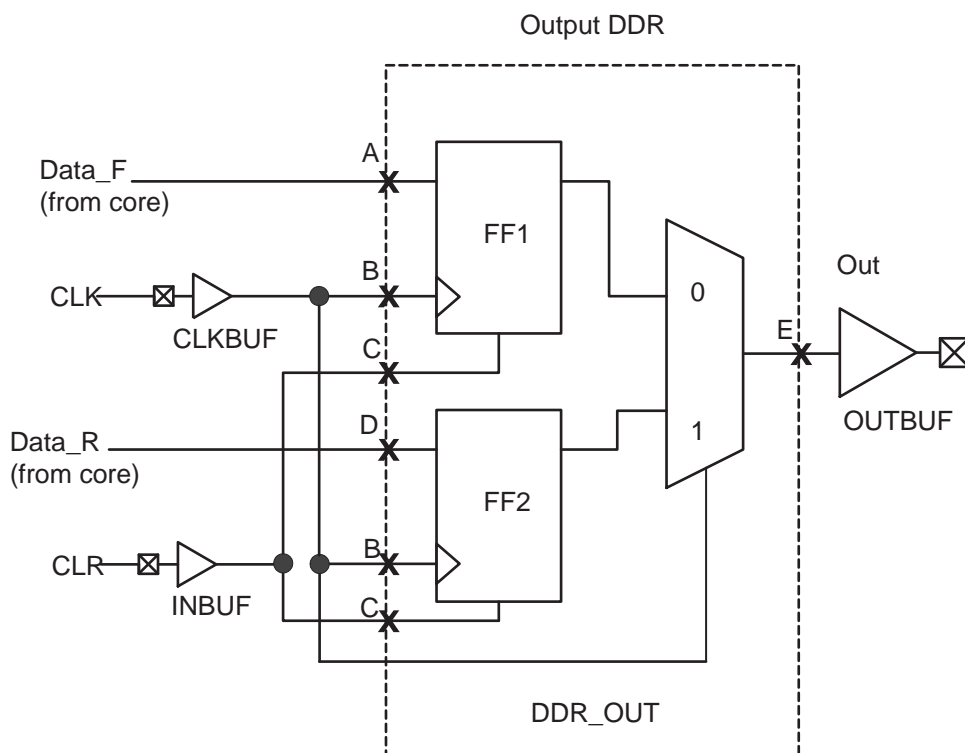 Output DDR
A
Data_F
(from core)
FF1
B
CLK
CLKBUF
0
Out
C
E
D
OUTBUF
Data_R
(from core)
1
FF2
B
CLR
INBUF
C
DDR_OUT